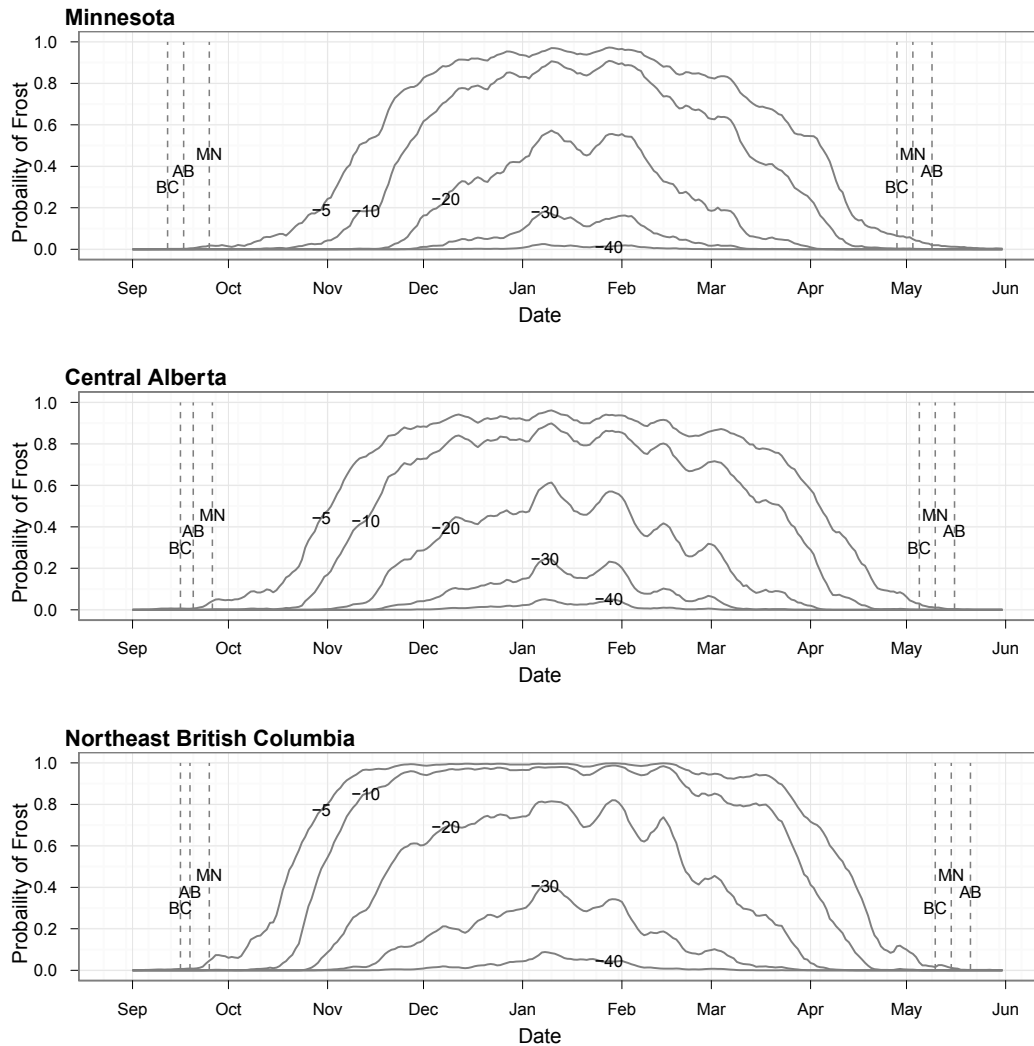 Minnesota
Probaility of Frost
1.0
0.8
0.6
0.4
0.2
0.0
BC
AB
MN
−5
−10
−20
−30
−40
BC
MN
AB
Sep Oct Nov Dec Jan Feb Mar Apr May Jun
Date
Central Alberta
Probaility of Frost
1.0
0.8
0.6
0.4
0.2
0.0
BC
AB
MN
−5
−10
−20
−30
−40
BC
MN
AB
Sep Oct Nov Dec Jan Feb Mar Apr May Jun
Date
Northeast British Columbia
Probaility of Frost
1.0
0.8
0.6
0.4
0.2
0.0
BC
AB
MN
−5
−10
−20
−30
−40
BC
MN
AB
Sep Oct Nov Dec Jan Feb Mar Apr May Jun
Date